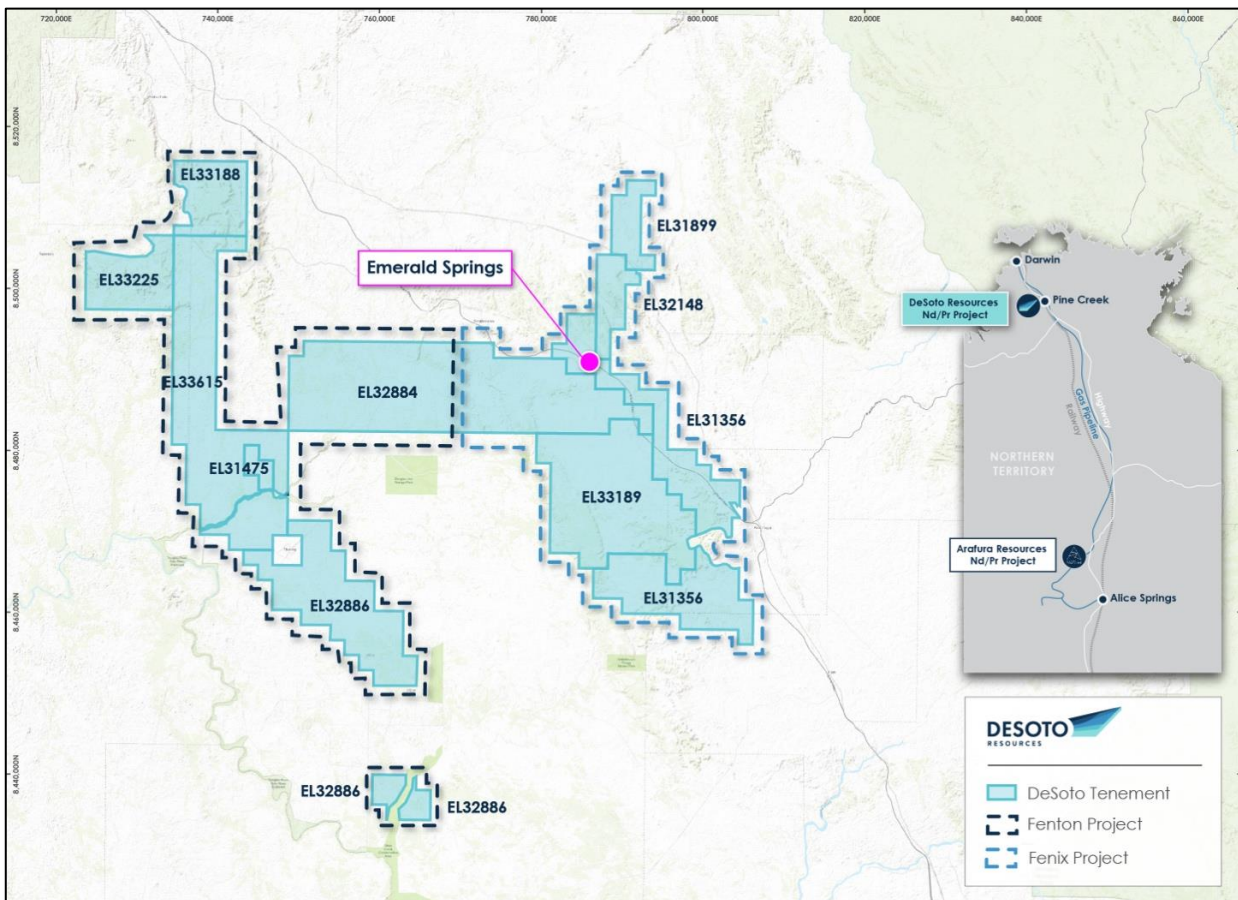 720,000E
740,000E
760,000E
780,000E
800,000E
820,000E
840,000E
860,000E
8,520,000N
8,500,000N
8,480,000N
8,460,000N
8,440,000N
EL33188
EL33225
EL33615
EL32884
EL31475
EL32886
EL32886
EL32886
Emerald Springs
EL31899
EL32148
EL31356
EL33189
EL31356
Darwin
DeSoto Resources
Nd/Pr Project
Pine Creek
Highway
Gas Pipeline
Railway
NORTHERN
TERRITORY
Arafura Resources
Nd/Pr Project
Alice Springs
DESOTO
RESOURCES
DeSoto Tenement
Fenton Project
Fenix Project